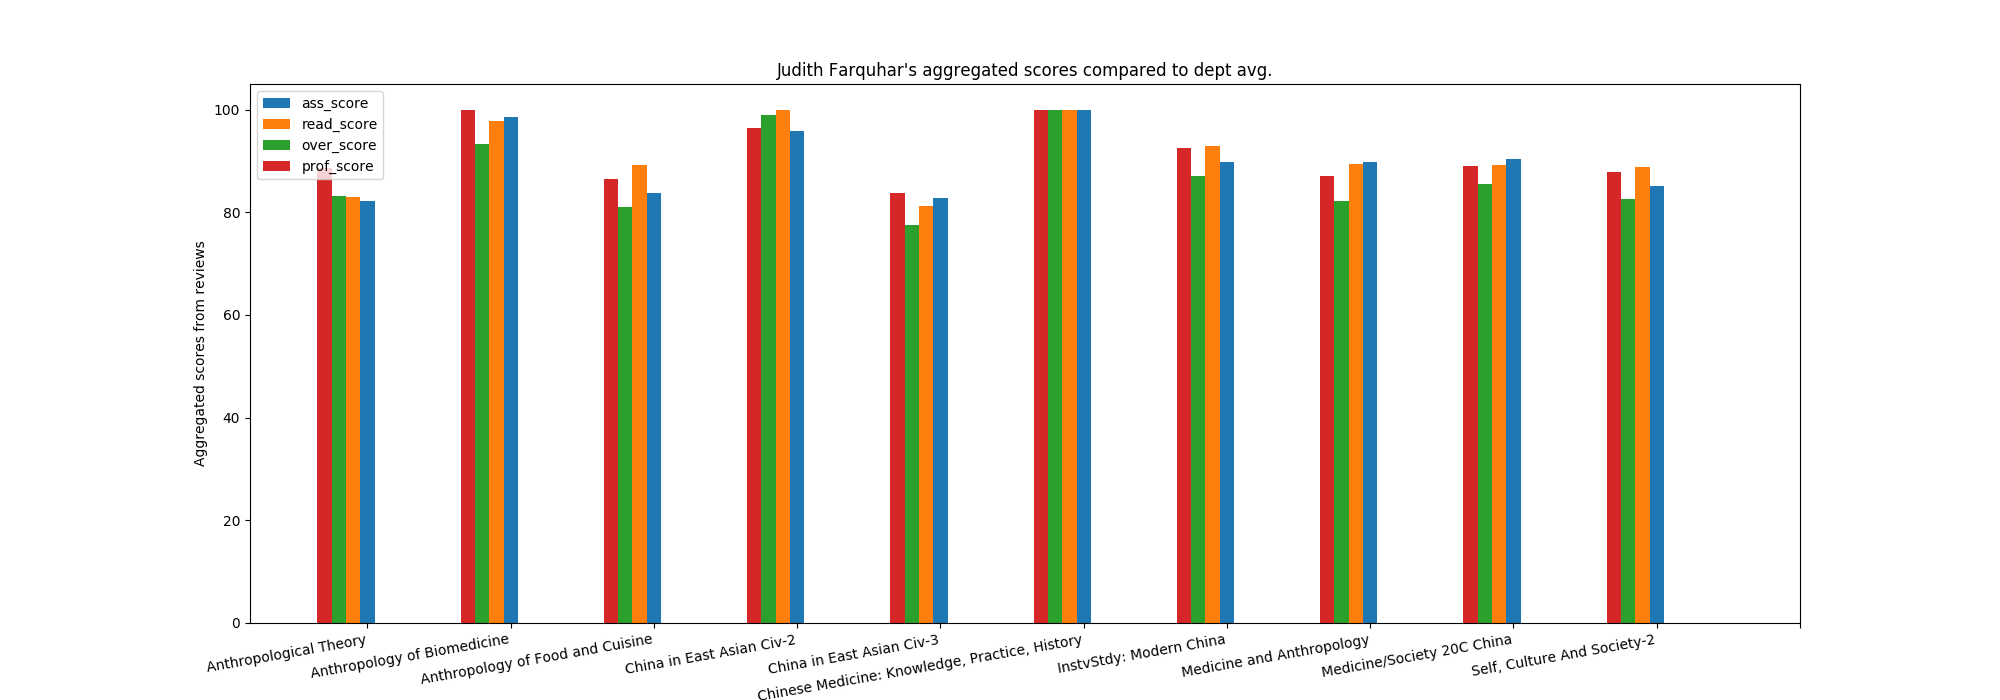 Judith Farquhar's aggregated scores compared to dept avg.
ass_score
read_score
over_score
prof_score
Aggregated scores from reviews
100
80
60
40
20
0
Anthropological Theory
Anthropology of Biomedicine
Anthropology of Food and Cuisine
China in East Asian Civ-2
China in East Asian Civ-3
Chinese Medicine: Knowledge, Practice, History
InstvStdy: Modern China
Medicine and Anthropology
Medicine/Society 20C China
Self, Culture And Society-2